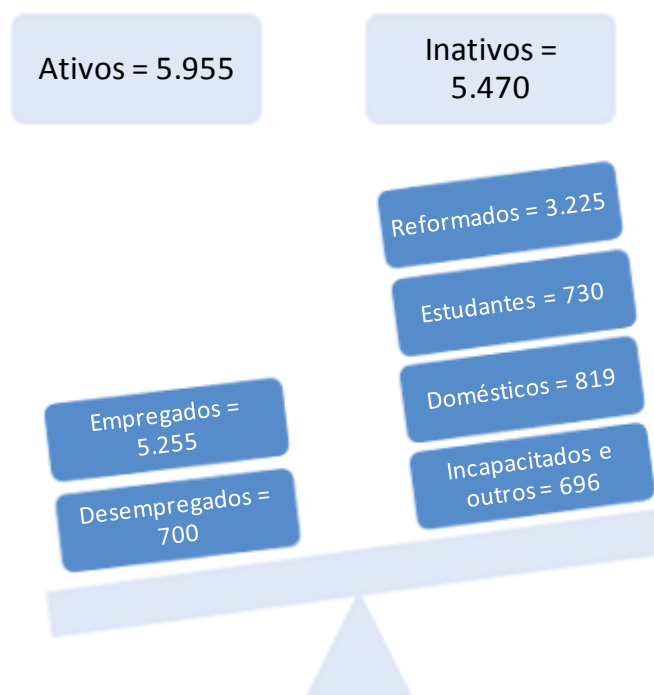 Ativos = 5.955
Inativos =
5.470
Reformados = 3.225
Estudantes = 730
Domésticos = 819
Incapacitados e
outros = 696
Empregados =
5.255
Desempregados =
700